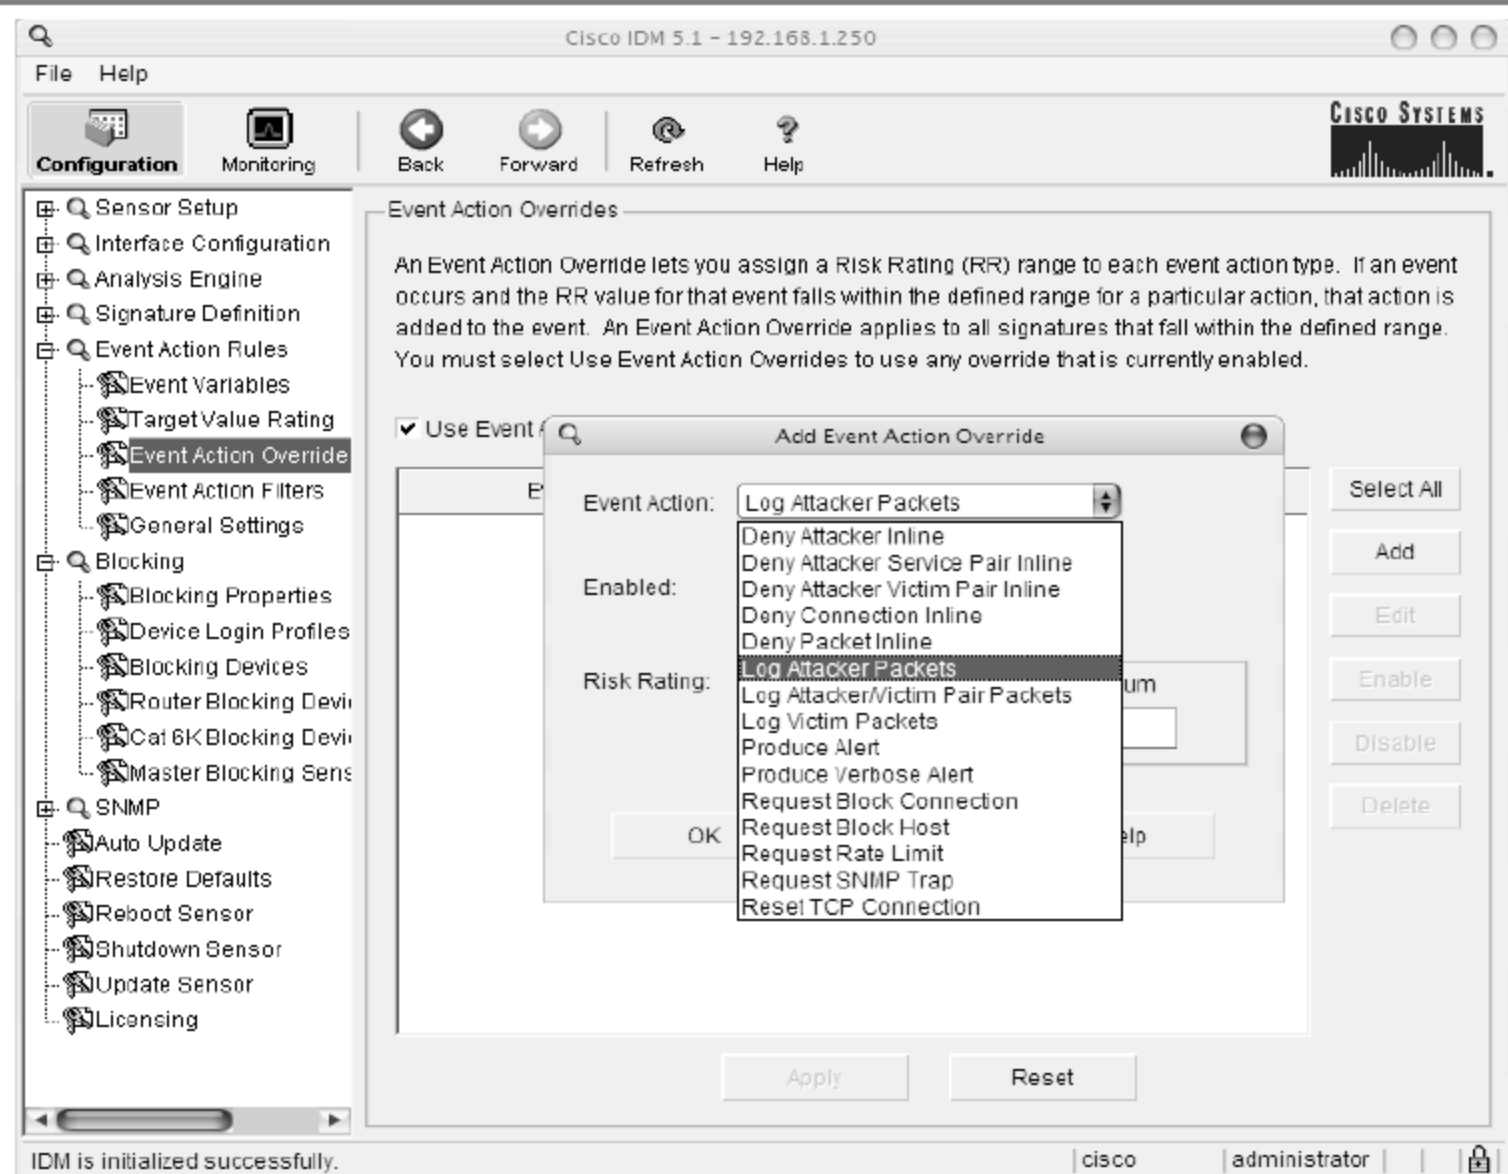 Cisco IDM 5.1 – 192.168.1.250
File Help
Configuration Monitoring Back Forward Refresh Help
CISCO SYSTEMS
Sensor Setup
Interface Configuration
Analysis Engine
Signature Definition
Event Action Rules
Event Variables
Target Value Rating
Event Action Override
Event Action Filters
General Settings
Blocking
Blocking Properties
Device Login Profiles
Blocking Devices
Router Blocking Devi
Cat 6K Blocking Devi
Master Blocking Sens
SNMP
Auto Update
Restore Defaults
Reboot Sensor
Shutdown Sensor
Update Sensor
Licensing
Event Action Overrides
An Event Action Override lets you assign a Risk Rating (RR) range to each event action type. If an event
occurs and the RR value for that event falls within the defined range for a particular action, that action is
added to the event. An Event Action Override applies to all signatures that fall within the defined range.
You must select Use Event Action Overrides to use any override that is currently enabled.
Use Event A
E
Add Event Action Override
Event Action: Log Attacker Packets
Enabled:
Risk Rating:
Deny Attacker Inline
Deny Attacker Service Pair Inline
Deny Attacker Victim Pair Inline
Deny Connection Inline
Deny Packet Inline
Log Attacker Packets
Log Attacker/Victim Pair Packets
Log Victim Packets
Produce Alert
Produce Verbose Alert
Request Block Connection
Request Block Host
Request Rate Limit
Request SNMP Trap
Reset TCP Connection
um
OK
elp
Select All
Add
Edit
Enable
Disable
Delete
Apply Reset
IDM is initialized successfully.
cisco administrator